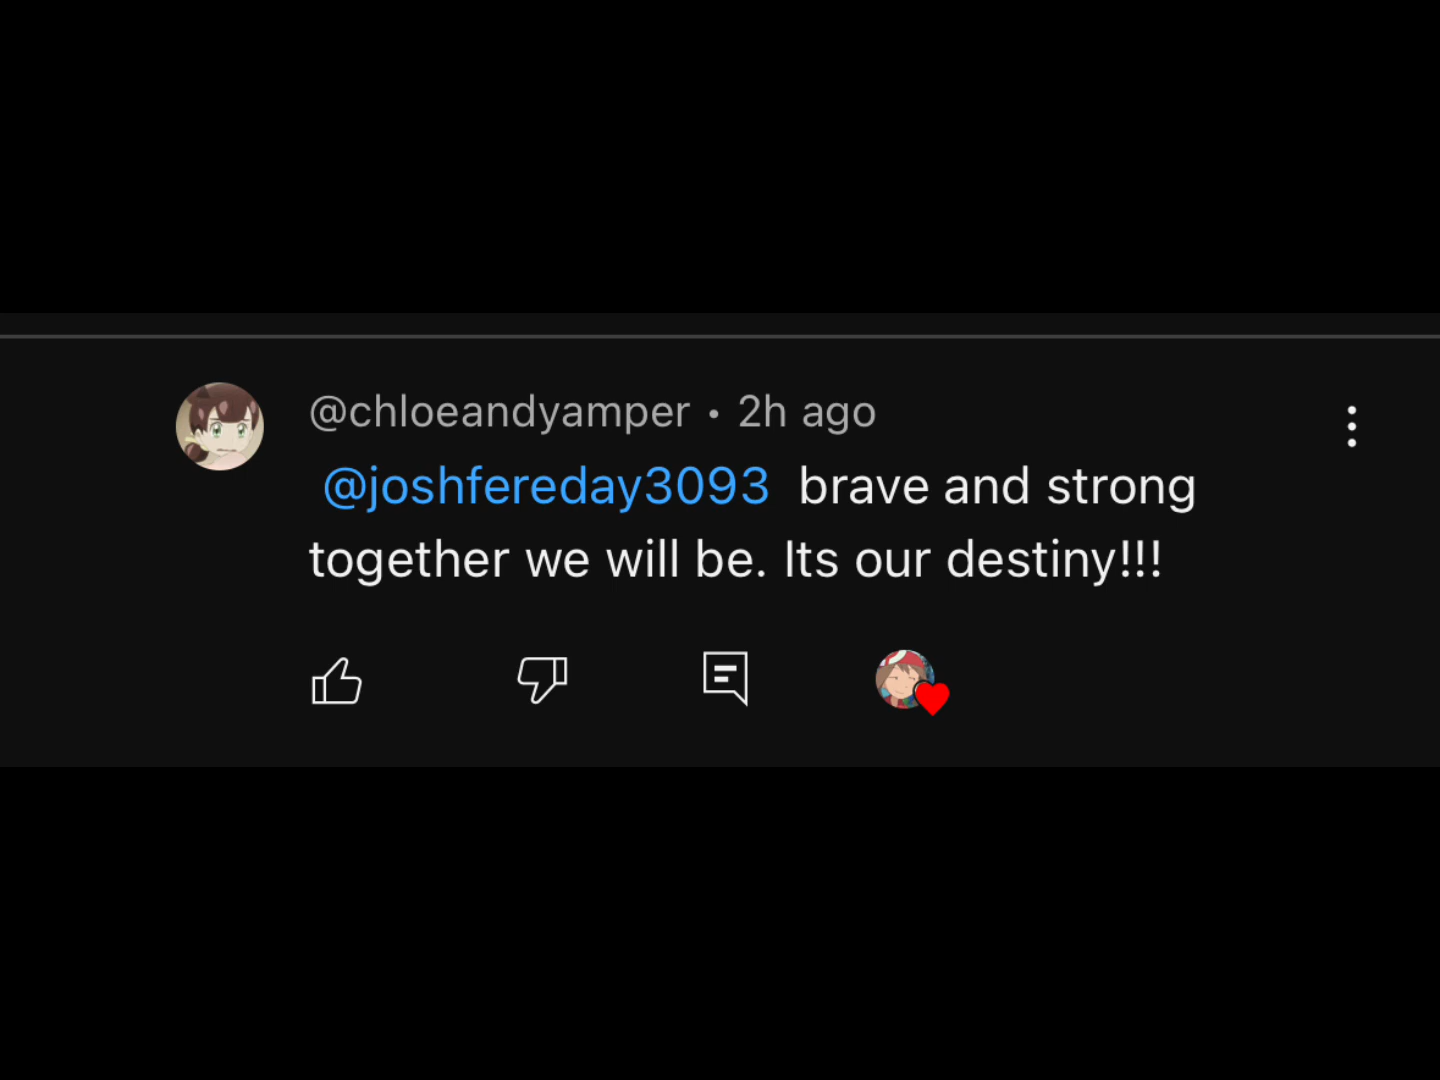 @chloeandyamper • 2h ago
@joshfereday3093 brave and strong
together we will be. Its our destiny!!!